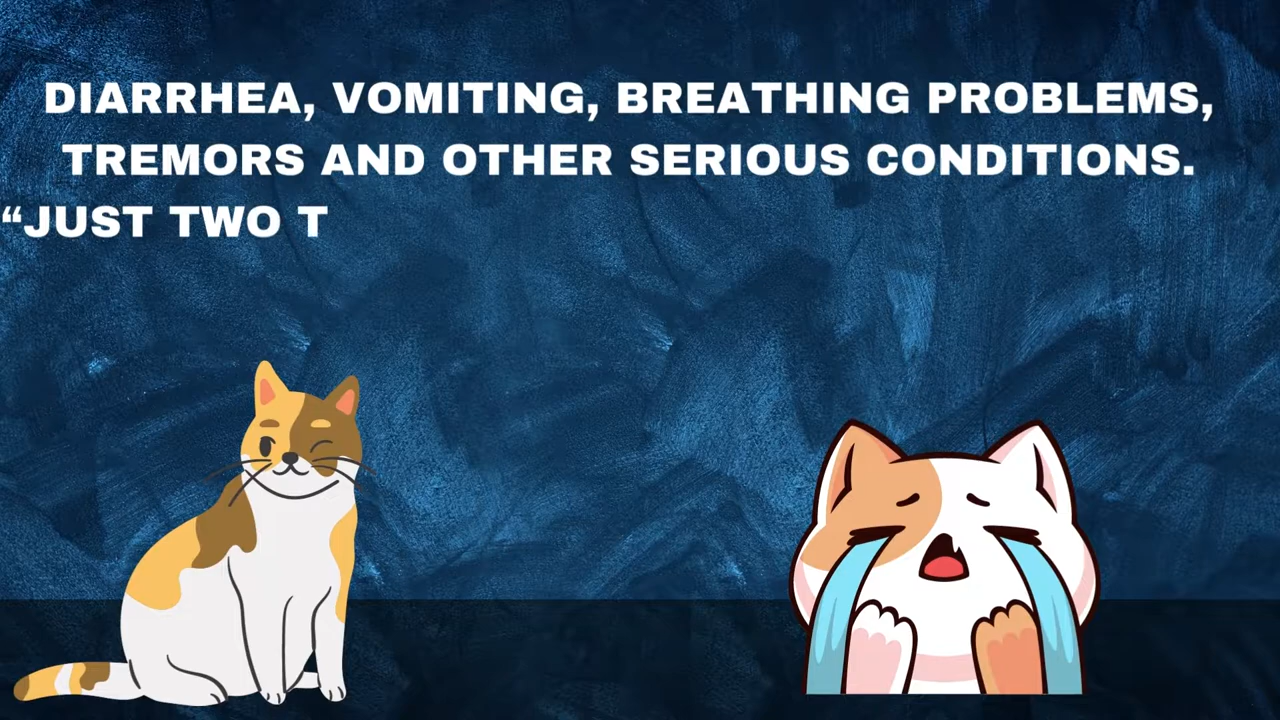 DIARRHEA, VOMITING, BREATHING PROBLEMS,
TREMORS AND OTHER SERIOUS CONDITIONS.
“JUST TWO T